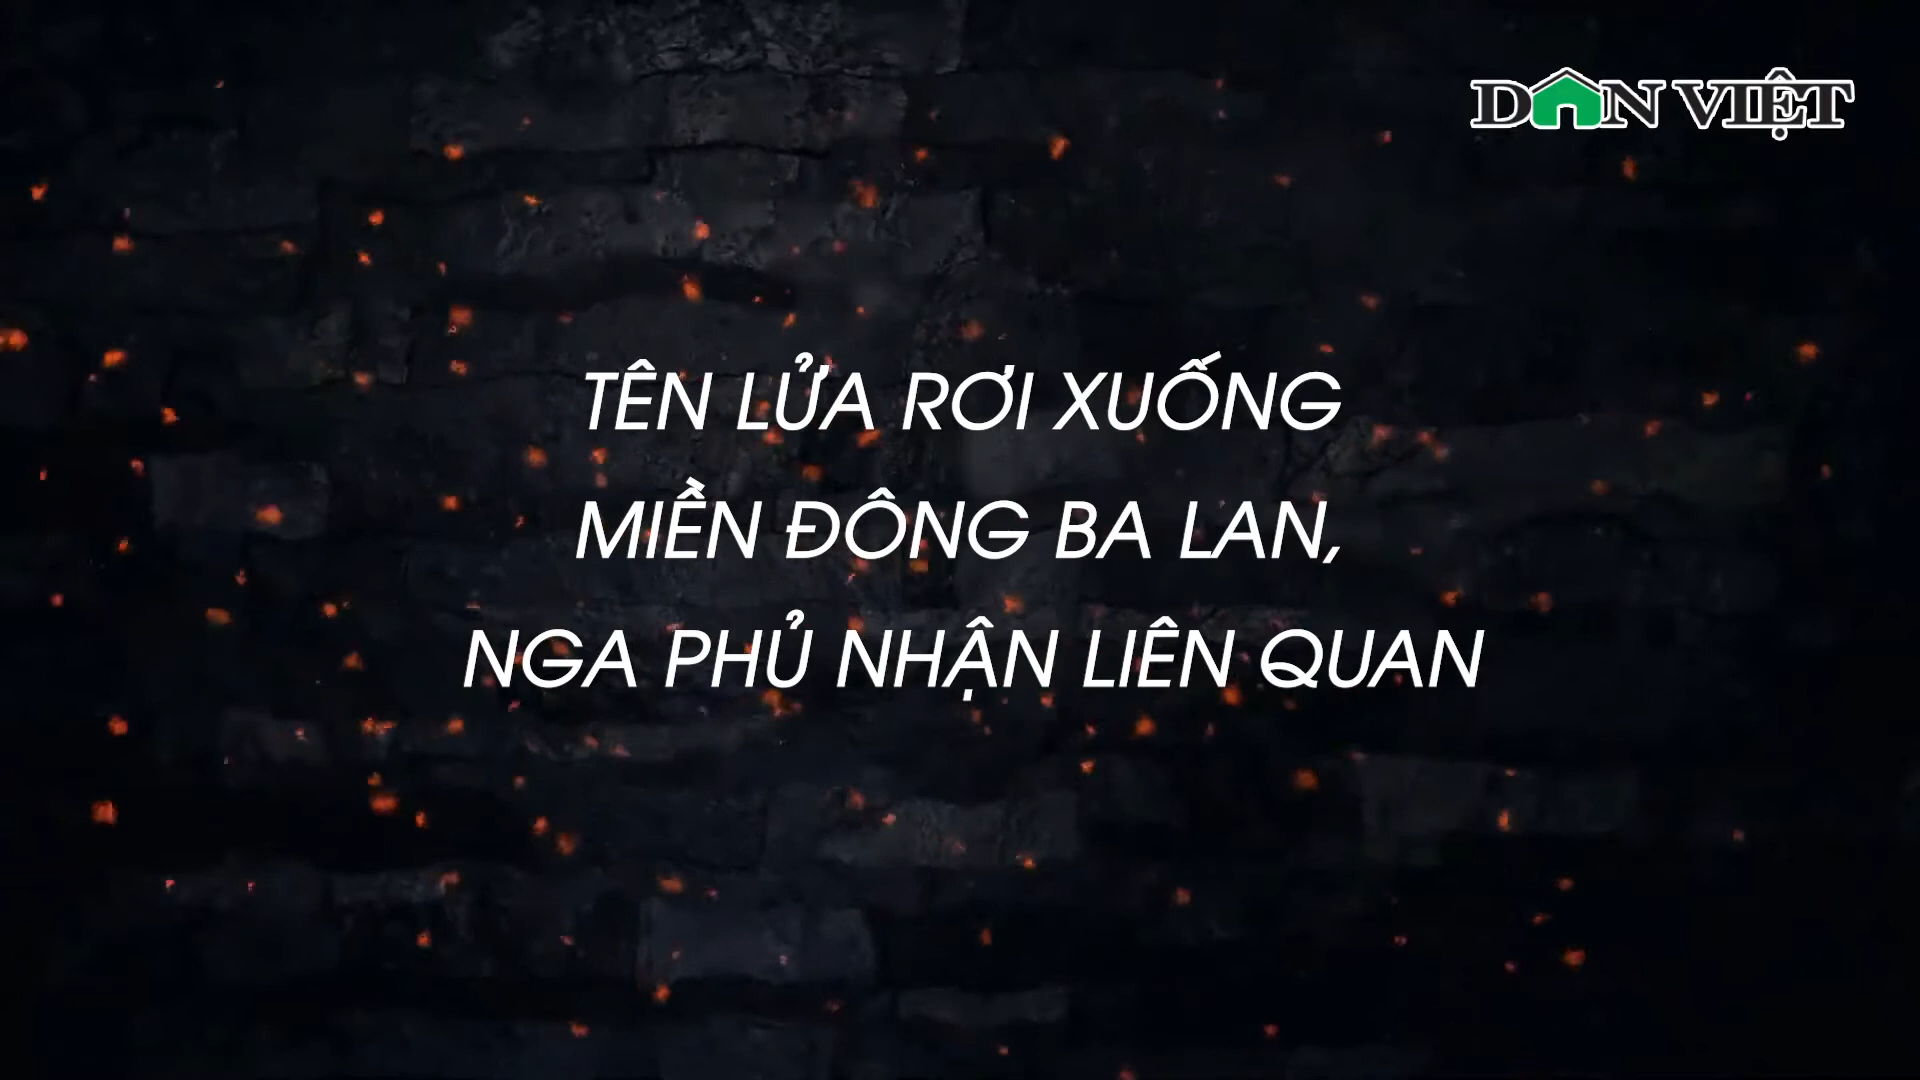 DÂN VIỆT
TÊN LỬA RƠI XUỐNG
MIỀN ĐÔNG BA LAN,
NGA PHỦ NHẬN LIÊN QUAN